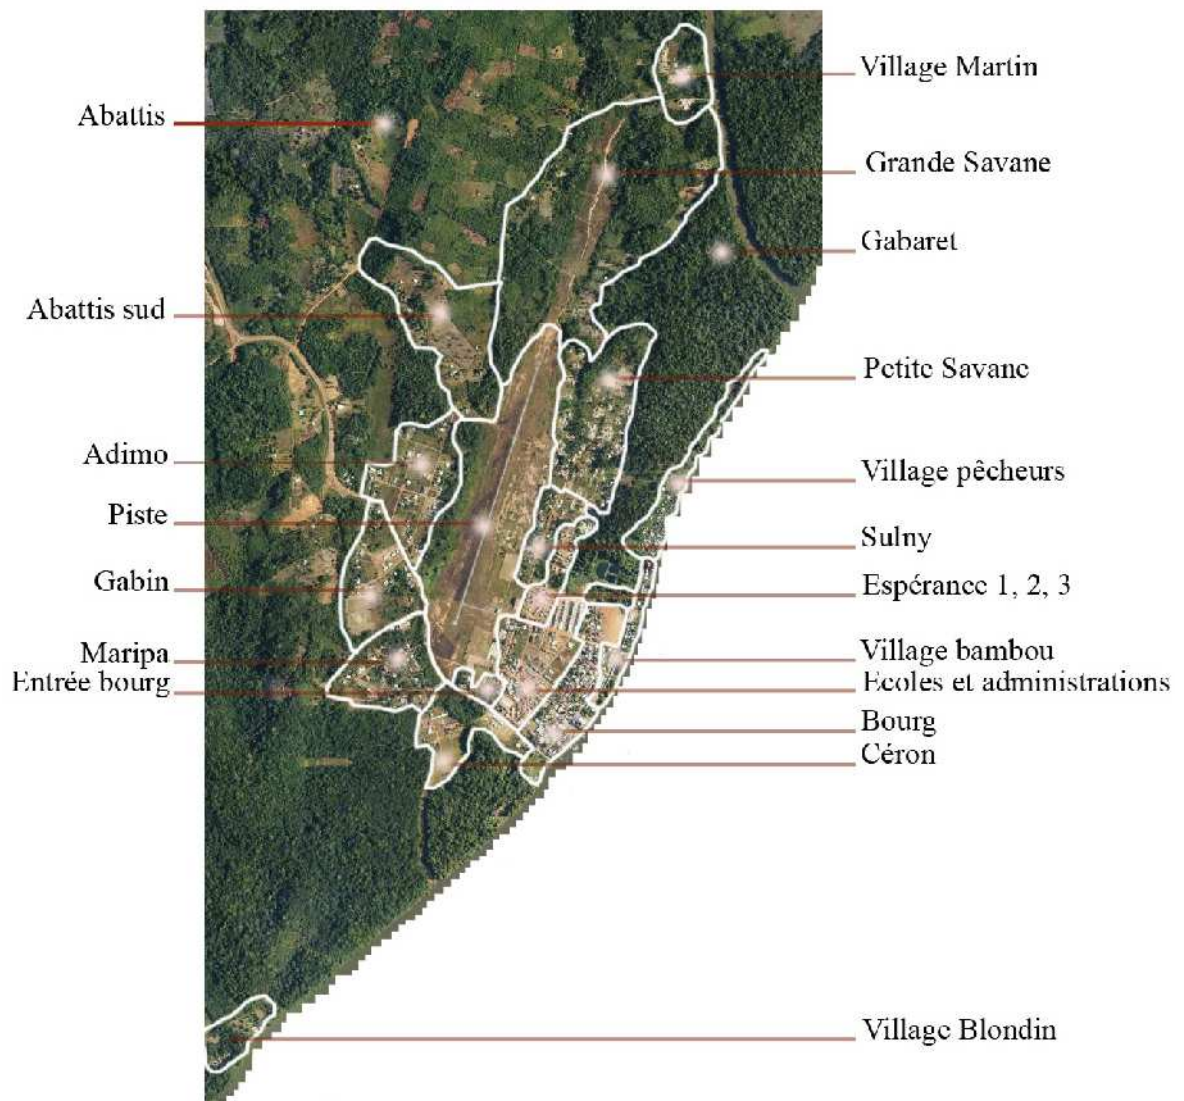 Village Martin
Abattis
Grande Savane
Gabaret
Abattis sud
Petite Savane
Adimo
Village pêcheurs
Piste
Sulny
Gabin
Espérance 1, 2, 3
Maripa
Village bambou
Entrée bourg
Ecoles et administrations
Bourg
Céron
Village Blondin